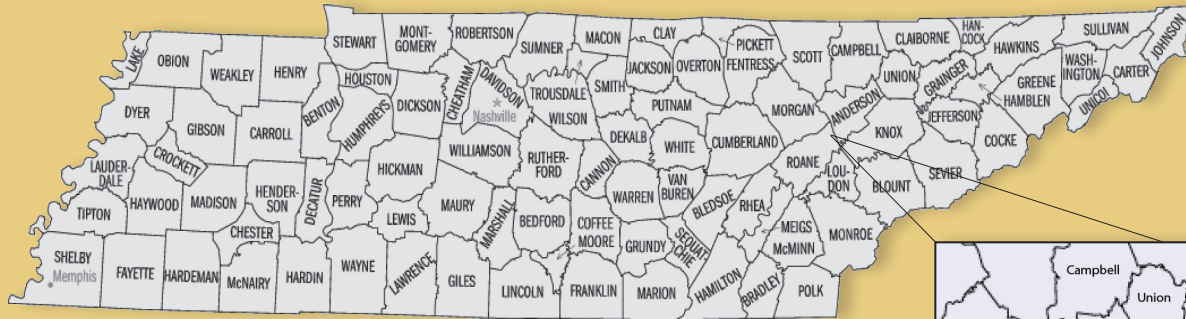 LAKE
OBION
WEAKLEY
HENRY
STEWART
MONT-
GOMERY
ROBERTSON
SUMNER
MACON
CLAY
PICKETT
SCOTT
CAMPBELL
CLAIBORNE
HAN-
COCK
HAWKINS
SULLIVAN
JOHNSON
DYER
GIBSON
CARROLL
BENTON
HOUSTON
HUMPHREYS
DICKSON
CHEATHAM
DAVIDSON
Nashville
TROUSDALE
WILSON
SMITH
JACKSON
OVERTON
FENTRESS
PUTNAM
MORGAN
ANDERSON
UNION
GRAINGER
HAMBLEN
GREENE
WASH-
INGTON
UNICOI
CARTER
LAUDER-
DALE
CROCKETT
TIPTON
HAYWOOD
MADISON
HENDER-
SON
DECATUR
PERRY
HICKMAN
WILLIAMSON
RUTHER-
FORD
CANNON
DEKALB
WHITE
CUMBERLAND
ROANE
LOU-
DON
KNOX
BLOUNT
JEFFERSON
SEVIER
COCKE
CHESTER
LEWIS
MAURY
MARSHALL
BEDFORD
COFFEE
MOORE
WARREN
VAN
BUREN
BLEDSOE
SEQUAT-
CHIE
GRUNDY
RHEA
MEIGS
McMINN
MONROE
SHELBY
Memphis
FAYETTE
HARDEMAN
McNAIRY
HARDIN
WAYNE
LAWRENCE
GILES
LINCOLN
FRANKLIN
MARION
HAMILTON
BRADLEY
POLK
Campbell
Union